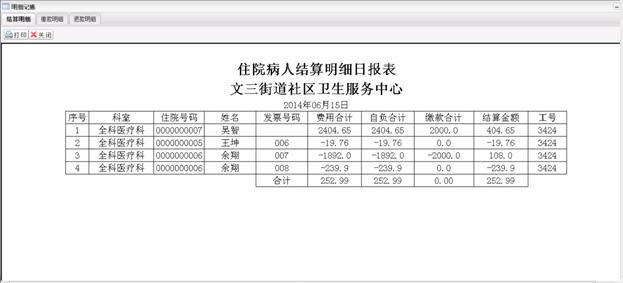 明细记帐
结算明细 缴款明细 退款明细
打印 关闭
住院病人结算明细日报表
文三街道社区卫生服务中心
2014年06月15日
序号 科室 住院号码 姓名 发票号码 费用合计 自负合计 缴款合计 结算金额 工号
1 全科医疗科 0000000007 吴智 2404.65 2404.65 2000.0 404.65 3424
2 全科医疗科 0000000005 王坤 006 -19.76 -19.76 0.0 -19.76 3424
3 全科医疗科 0000000006 余翔 007 -1892.0 -1892.0 -2000.0 108.0 3424
4 全科医疗科 0000000006 余翔 008 -239.9 -239.9 0.0 -239.9 3424
合计 252.99 252.99 0.00 252.99